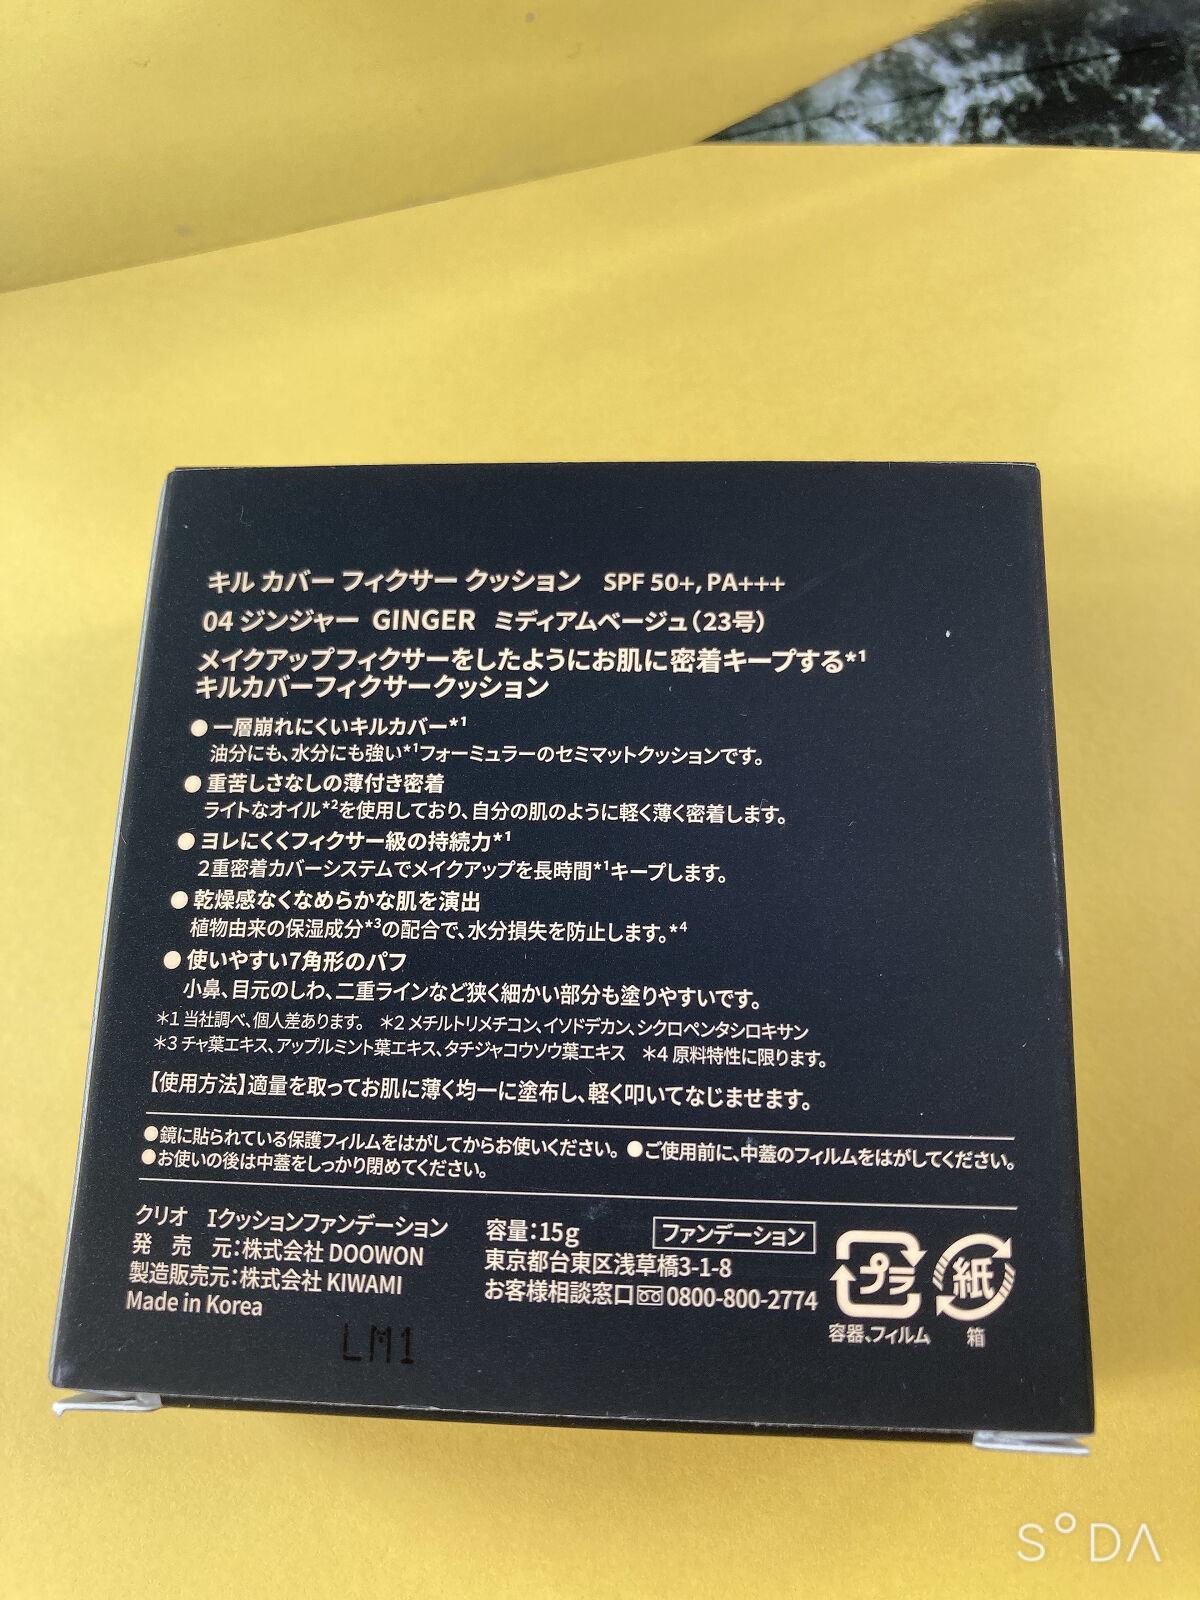 キル カバー フィクサー クッション SPF 50+, PA+++
04 ジンジャー GINGER ミディアムベージュ(23号)
メイクアップフィクサーをしたようにお肌に密着キープする*1
キルカバーフィクサークッション
● 一層崩れにくいキルカバー*1
油分にも、水分にも強い*1フォーミュラーのセミマットクッションです。
● 重苦しさなしの薄付き密着
ライトなオイル*2を使用しており、自分の肌のように軽く薄く密着します。
● ヨレにくくフィクサー級の持続力*1
2重密着カバーシステムでメイクアップを長時間*1キープします。
● 乾燥感なくなめらかな肌を演出
植物由来の保湿成分*3の配合で、水分損失を防止します。*4
● 使いやすい7角形のパフ
小鼻、目元のしわ、二重ラインなど狭く細かい部分も塗りやすいです。
*1 当社調べ、個人差あります。 *2 メチルトリメチコン、イソドデカン、シクロペンタシロキサン
*3 チャ葉エキス、アップルミント葉エキス、タチジャコウソウ葉エキス *4 原料特性に限ります。
【使用方法】適量を取ってお肌に薄く均一に塗布し、軽く叩いてなじませます。
●鏡に貼られている保護フィルムをはがしてからお使いください。 ●ご使用前に、中蓋のフィルムをはがしてください。
●お使いの後は中蓋をしっかり閉めてください。
クリオ Iクッションファンデーション
発 売 元:株式会社 DOOWON
製造販売元:株式会社 KIWAMI
Made in Korea
容量:15g ファンデーション
東京都台東区浅草橋3-1-8
お客様相談窓口 0800-800-2774
プラ
容器、フィルム
紙
箱
LM1
SODA